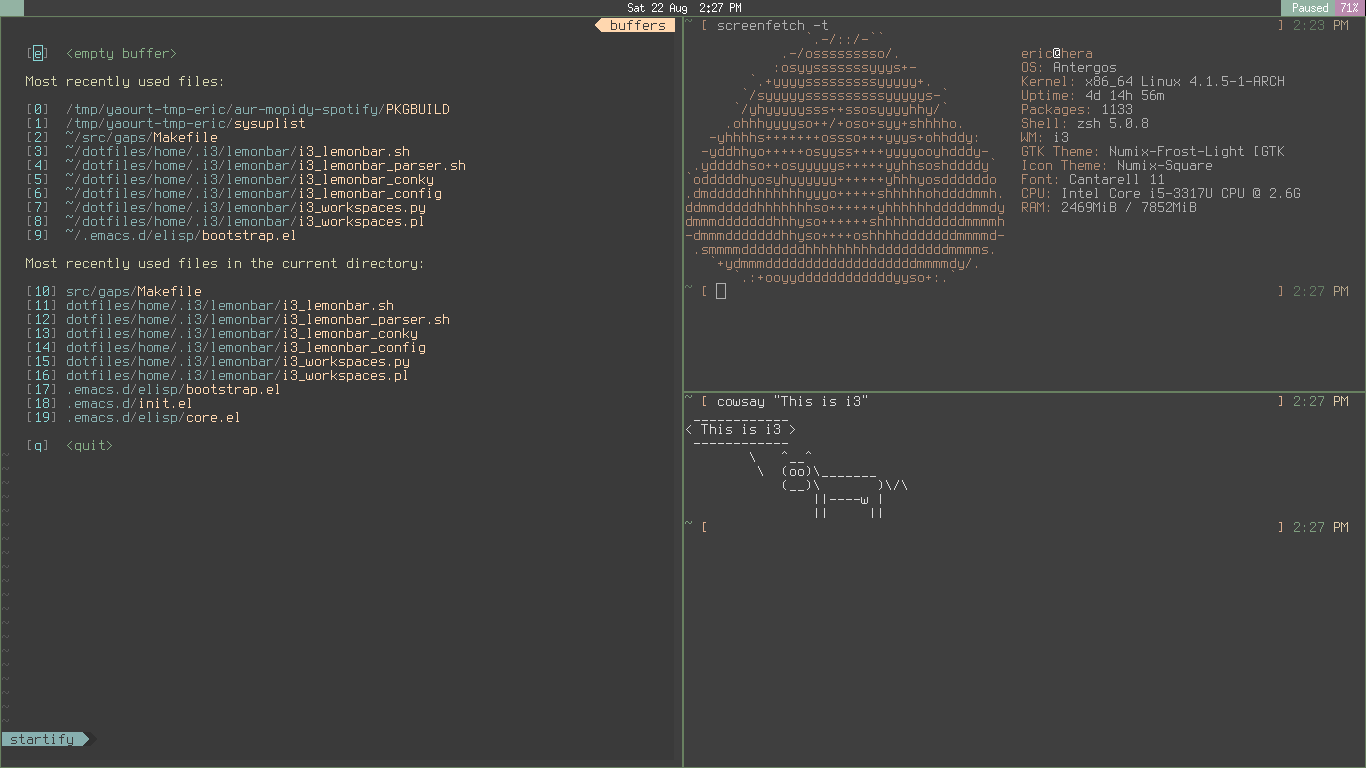 Sat 22 Aug 2:27 PM
Paused 71%
buffers
[e] <empty buffer>
Most recently used files:
[0] /tmp/yaourt-tmp-eric/aur-mopidy-spotify/PKGBUILD
[1] /tmp/yaourt-tmp-eric/sysuplist
[2] ~/src/gaps/Makefile
[3] ~/dotfiles/home/.i3/lemonbar/i3_lemonbar.sh
[4] ~/dotfiles/home/.i3/lemonbar/i3_lemonbar_parser.sh
[5] ~/dotfiles/home/.i3/lemonbar/i3_lemonbar_conky
[6] ~/dotfiles/home/.i3/lemonbar/i3_lemonbar_config
[7] ~/dotfiles/home/.i3/lemonbar/i3_workspaces.py
[8] ~/dotfiles/home/.i3/lemonbar/i3_workspaces.pl
[9] ~/.emacs.d/elisp/bootstrap.el
Most recently used files in the current directory:
[10] src/gaps/Makefile
[11] dotfiles/home/.i3/lemonbar/i3_lemonbar.sh
[12] dotfiles/home/.i3/lemonbar/i3_lemonbar_parser.sh
[13] dotfiles/home/.i3/lemonbar/i3_lemonbar_conky
[14] dotfiles/home/.i3/lemonbar/i3_lemonbar_config
[15] dotfiles/home/.i3/lemonbar/i3_workspaces.py
[16] dotfiles/home/.i3/lemonbar/i3_workspaces.pl
[17] .emacs.d/elisp/bootstrap.el
[18] .emacs.d/init.el
[19] .emacs.d/elisp/core.el
[q] <quit>
startify
~ [ screenfetch -t ] 2:23 PM
eric@hera
OS: Antergos
Kernel: x86_64 Linux 4.1.5-1-ARCH
Uptime: 4d 14h 56m
Packages: 1133
Shell: zsh 5.0.8
WM: i3
GTK Theme: Numix-Frost-Light [GTK
Icon Theme: Numix-Square
Font: Cantarell 11
CPU: Intel Core i5-3317U CPU @ 2.6G
RAM: 2469MiB / 7852MiB
~ [ ] 2:27 PM
~ [ cowsay "This is i3" ] 2:27 PM
< This is i3 >
~ [ ] 2:27 PM